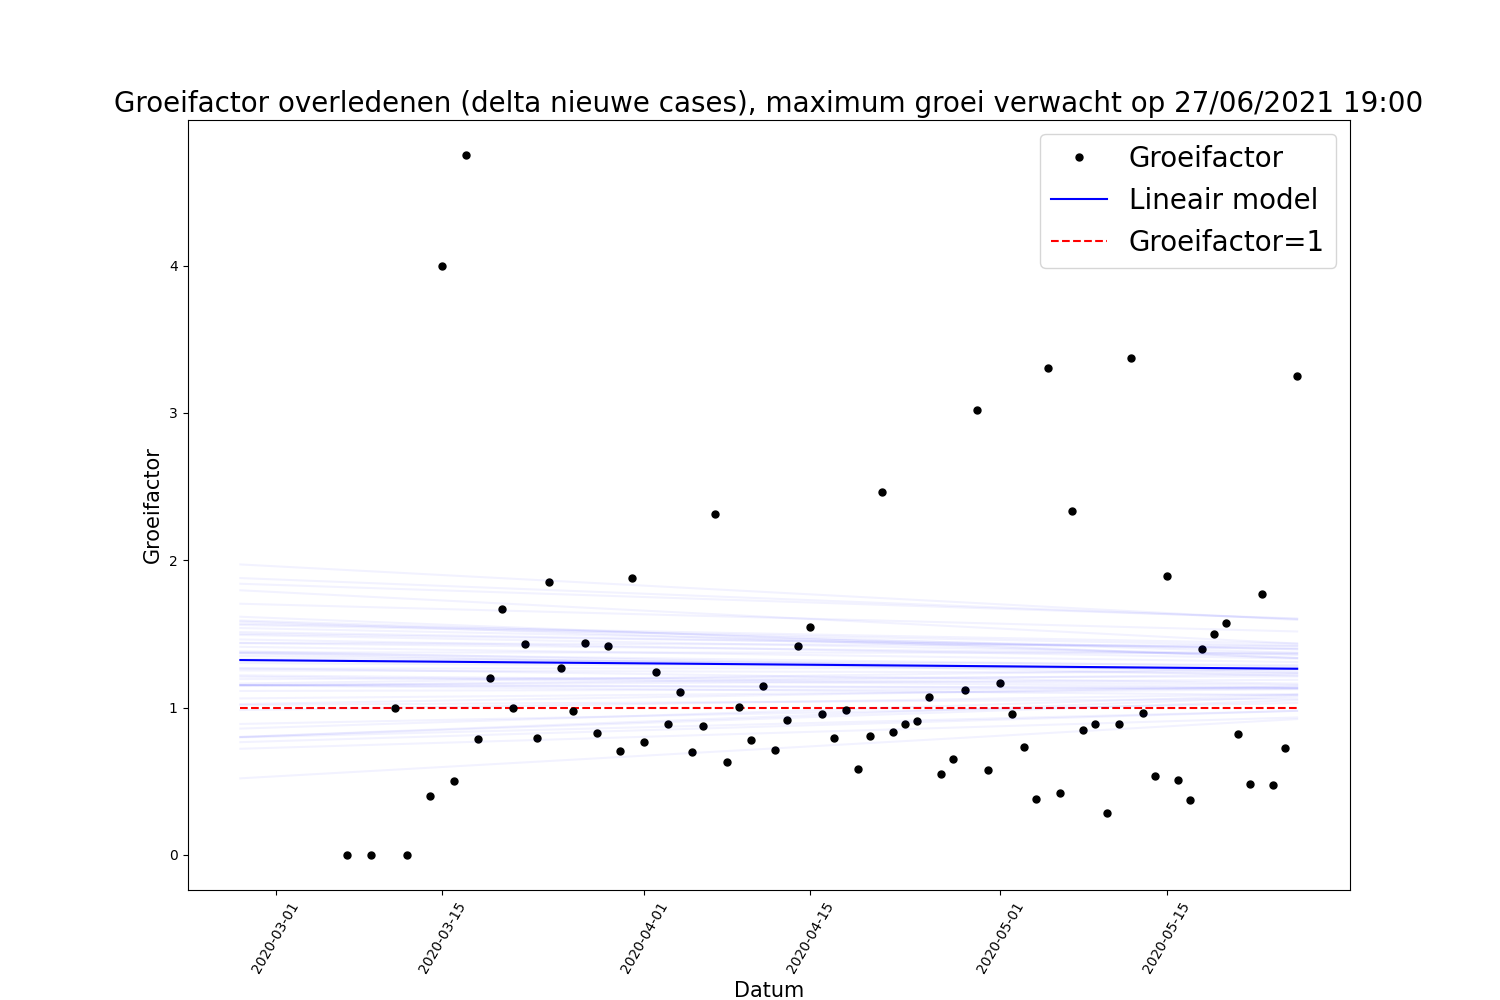 Groeifactor overledenen (delta nieuwe cases), maximum groei verwacht op 27/06/2021 19:00
Groeifactor
Lineair model
Groeifactor=1
4
3
2
1
0
Groeifactor
2020-03-01
2020-03-15
2020-04-01
2020-04-15
2020-05-01
2020-05-15
Datum